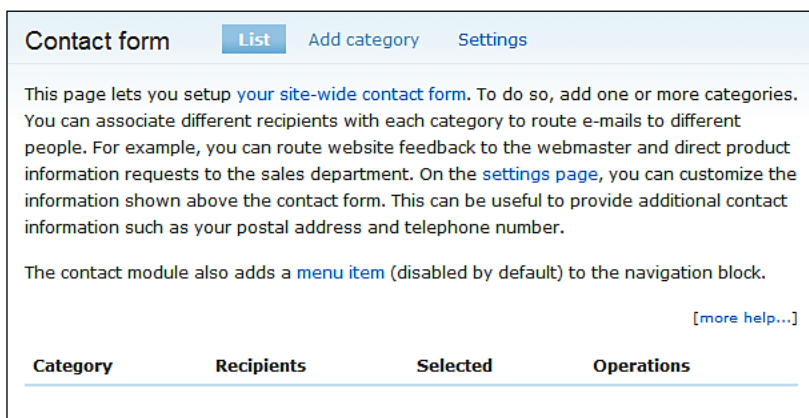 Contact form List Add category Settings
This page lets you setup your site-wide contact form. To do so, add one or more categories.
You can associate different recipients with each category to route e-mails to different
people. For example, you can route website feedback to the webmaster and direct product
information requests to the sales department. On the settings page, you can customize the
information shown above the contact form. This can be useful to provide additional contact
information such as your postal address and telephone number.
The contact module also adds a menu item (disabled by default) to the navigation block.
[more help...]
Category Recipients Selected Operations